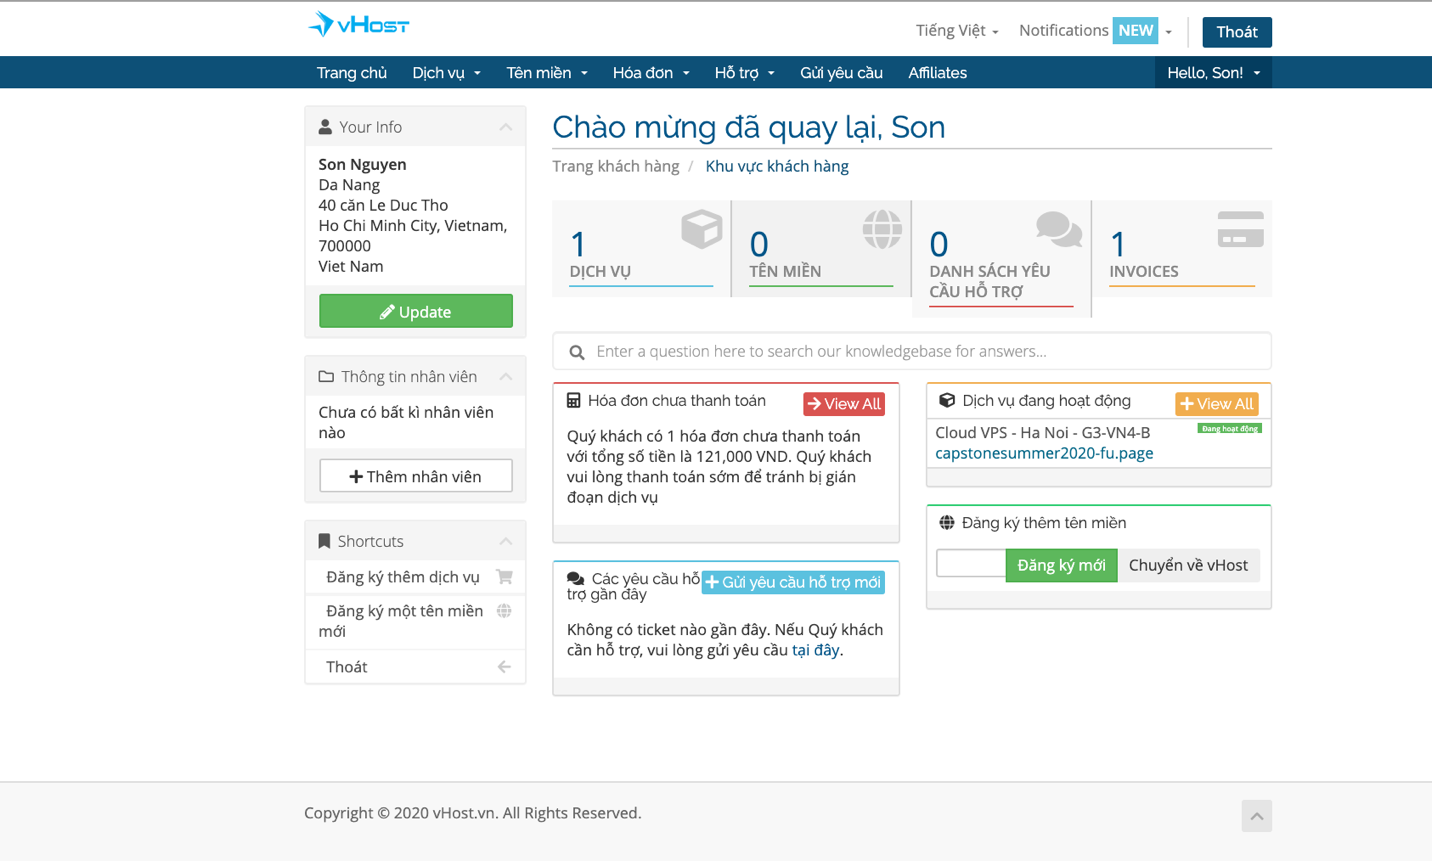 vHost
Tiếng Việt
Notifications NEW
Thoát
Trang chủ Dịch vụ Tên miền Hóa đơn Hỗ trợ Gửi yêu cầu Affiliates Hello, Son!
Your Info
Son Nguyen
Da Nang
40 căn Le Duc Tho
Ho Chi Minh City, Vietnam,
700000
Viet Nam
Update
Thông tin nhân viên
Chưa có bất kì nhân viên
nào
Thêm nhân viên
Shortcuts
Đăng ký thêm dịch vụ
Đăng ký một tên miền
mới
Thoát
Chào mừng đã quay lại, Son
Trang khách hàng / Khu vực khách hàng
1
DỊCH VỤ
0
TÊN MIỀN
0
DANH SÁCH YÊU
CẦU HỖ TRỢ
1
INVOICES
Enter a question here to search our knowledgebase for answers...
Hóa đơn chưa thanh toán
View All
Quý khách có 1 hóa đơn chưa thanh toán
với tổng số tiền là 121,000 VND. Quý khách
vui lòng thanh toán sớm để tránh bị gián
đoạn dịch vụ
Các yêu cầu hỗ
trợ gần đây
Gửi yêu cầu hỗ trợ mới
Không có ticket nào gần đây. Nếu Quý khách
cần hỗ trợ, vui lòng gửi yêu cầu tại đây.
Dịch vụ đang hoạt động
View All
Cloud VPS - Ha Noi - G3-VN4-B
Đang hoạt động
capstonesummer2020-fu.page
Đăng ký thêm tên miền
Đăng ký mới
Chuyển về vHost
Copyright © 2020 vHost.vn. All Rights Reserved.